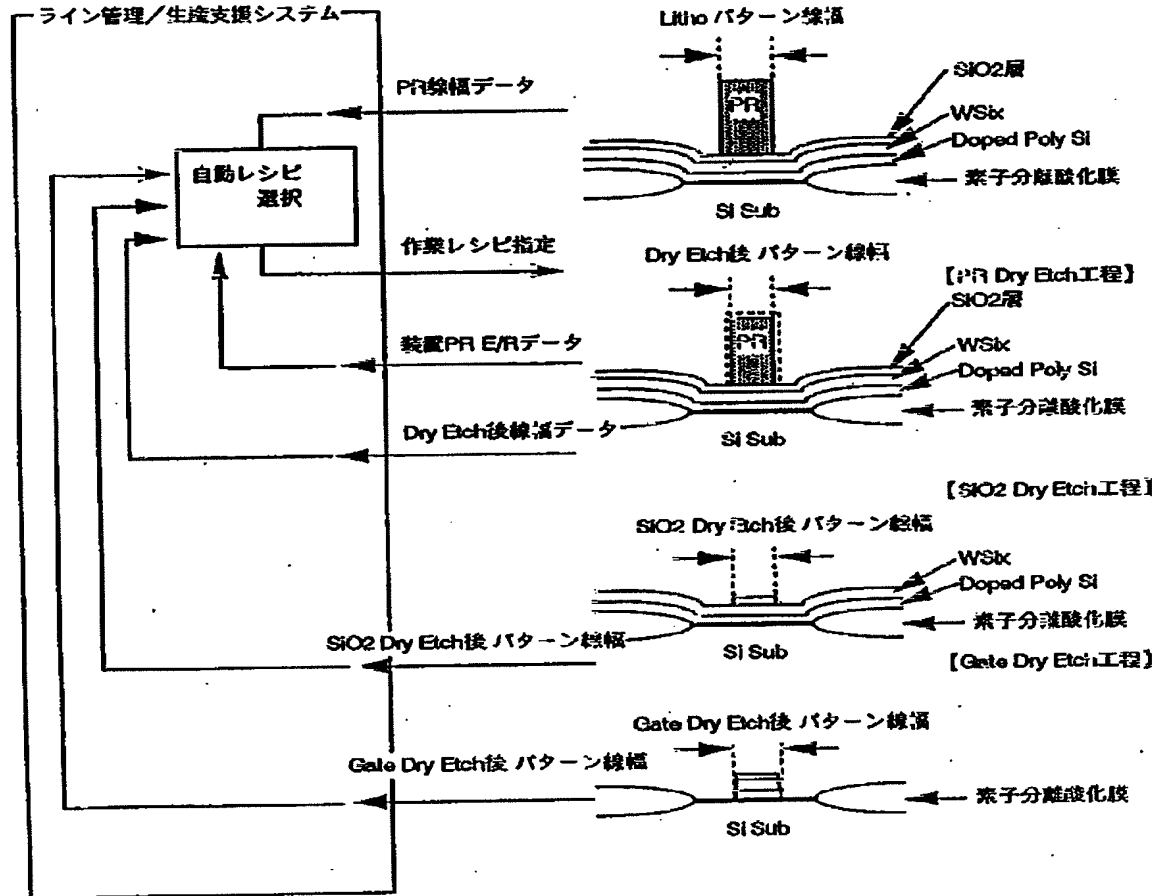 ライン管理/生産支援システム
Litho パターン線幅
PR線幅データ
SiO2層
PR
WSix
Doped Poly Si
自動レシピ
選択
素子分離酸化膜
Si Sub
作業レシピ指定
Dry Etch後 パターン線幅
【PR Dry Etch工程】
SiO2層
装置PR E/Rデータ
PR
WSix
Doped Poly Si
素子分離酸化膜
Dry Etch後線幅データ
Si Sub
【SiO2 Dry Etch工程】
SiO2 Dry Etch後 パターン線幅
WSix
Doped Poly Si
素子分離酸化膜
SiO2 Dry Etch後 パターン線幅
Si Sub
【Gate Dry Etch工程】
Gate Dry Etch後 パターン線幅
Gate Dry Etch後 パターン線幅
素子分離酸化膜
Si Sub